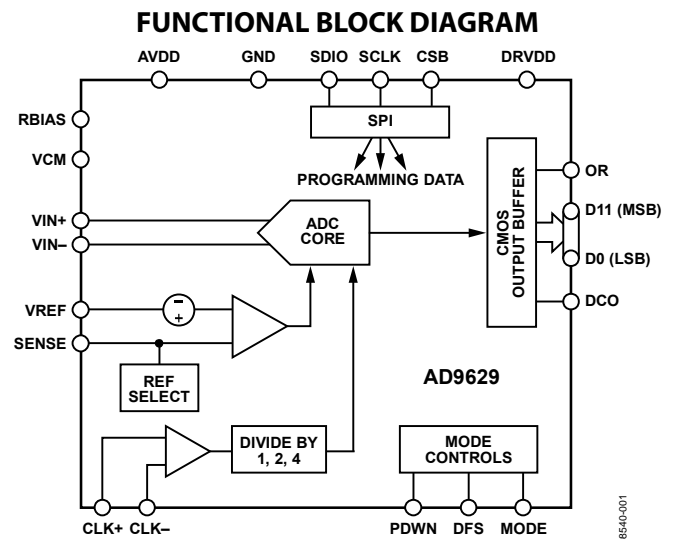 FUNCTIONAL BLOCK DIAGRAM
AVDD GND SDIO SCLK CSB DRVDD
RBIAS
SPI
VCM
PROGRAMMING DATA
OR
VIN+
VIN–
ADC
CORE
CMOS
OUTPUT BUFFER
D11 (MSB)
D0 (LSB)
VREF
–
+
DCO
SENSE
REF
SELECT
AD9629
DIVIDE BY
1, 2, 4
MODE
CONTROLS
CLK+ CLK– PDWN DFS MODE
8540-001